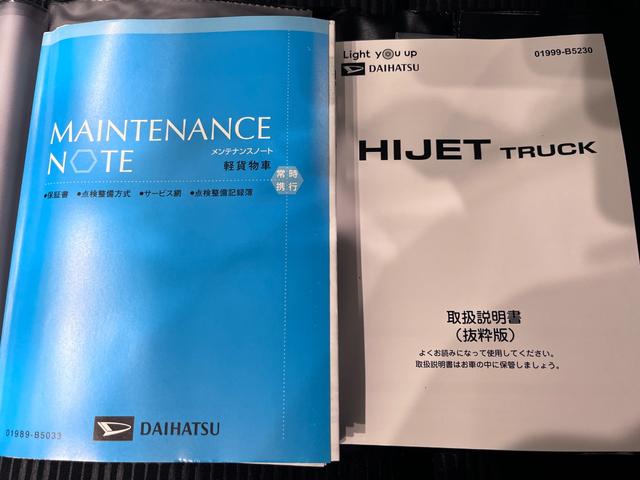 MAINTENANCE
NOTE
メンテナンスノート
軽貨物車
常時
携行
●保証書 ●点検整備方式 ●サービス網 ●点検整備記録簿
01989-B5033
DAIHATSU
Light you up
DAIHATSU
01999-B5230
HIJET TRUCK
取扱説明書
(抜粋版)
よくお読みになって使用してください。
取扱説明書はお車の中に保管しましょう。